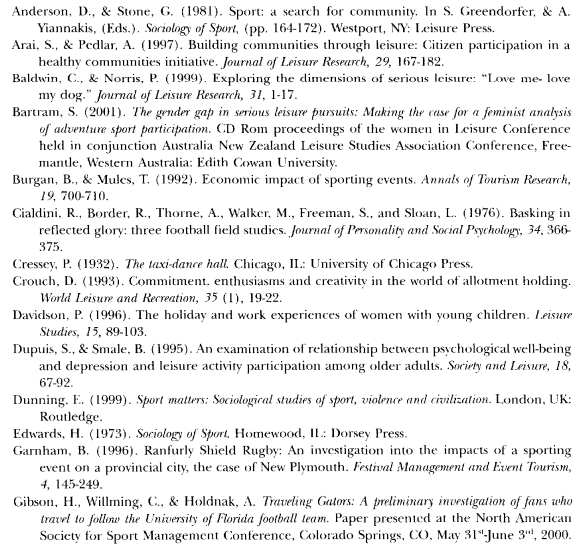 Anderson, D., & Stone, G. (1981). Sport: a search for community. In S. Greendorfer, & A.
Yiannakis, (Eds.). Sociology of Sport, (pp. 164-172). Westport, NY: Leisure Press.
Arai, S., & Pedlar, A. (1997). Building communities through leisure: Citizen participation in a
healthy communities initiative. Journal of Leisure Research, 29, 167-182.
Baldwin, C., & Norris, P. (1999). Exploring the dimensions of serious leisure: “Love me- love
my dog.” Journal of Leisure Research, 31, 1-17.
Bartram, S. (2001). The gender gap in serious leisure pursuits: Making the case for a feminist analysis
of adventure sport participation. CD Rom proceedings of the women in Leisure Conference
held in conjunction Australia New Zealand Leisure Studies Association Conference, Free-
mantle, Western Australia: Edith Cowan University.
Burgan, B., & Mules, T. (1992). Economic impact of sporting events. Annals of Tourism Research,
19, 700-710.
Cialdini, R., Border, R., Thorne, A., Walker, M., Freeman, S., and Sloan, L. (1976). Basking in
reflected glory: three football field studies. Journal of Personality and Social Psychology, 34, 366-
375.
Cressey, P. (1932). The taxi-dance hall. Chicago, IL: University of Chicago Press.
Crouch, D. (1993). Commitment, enthusiasms and creativity in the world of allotment holding.
World Leisure and Recreation, 35 (1), 19-22.
Davidson, P. (1996). The holiday and work experiences of women with young children. Leisure
Studies, 15, 89-103.
Dupuis, S., & Smale, B. (1995). An examination of relationship between psychological well-being
and depression and leisure activity participation among older adults. Society and Leisure, 18,
67-92.
Dunning, E. (1999). Sport matters: Sociological studies of sport, violence and civilization. London, UK:
Routledge.
Edwards, H. (1973). Sociology of Sport. Homewood, IL: Dorsey Press.
Garnham, B. (1996). Ranfurly Shield Rugby: An investigation into the impacts of a sporting
event on a provincial city, the case of New Plymouth. Festival Management and Event Tourism,
4, 145-249.
Gibson, H., Willming, C., & Holdnak, A. Traveling Gators: A preliminary investigation of fans who
travel to follow the University of Florida football team. Paper presented at the North American
Society for Sport Management Conference, Colorado Springs, CO, May 31st-June 3rd, 2000.